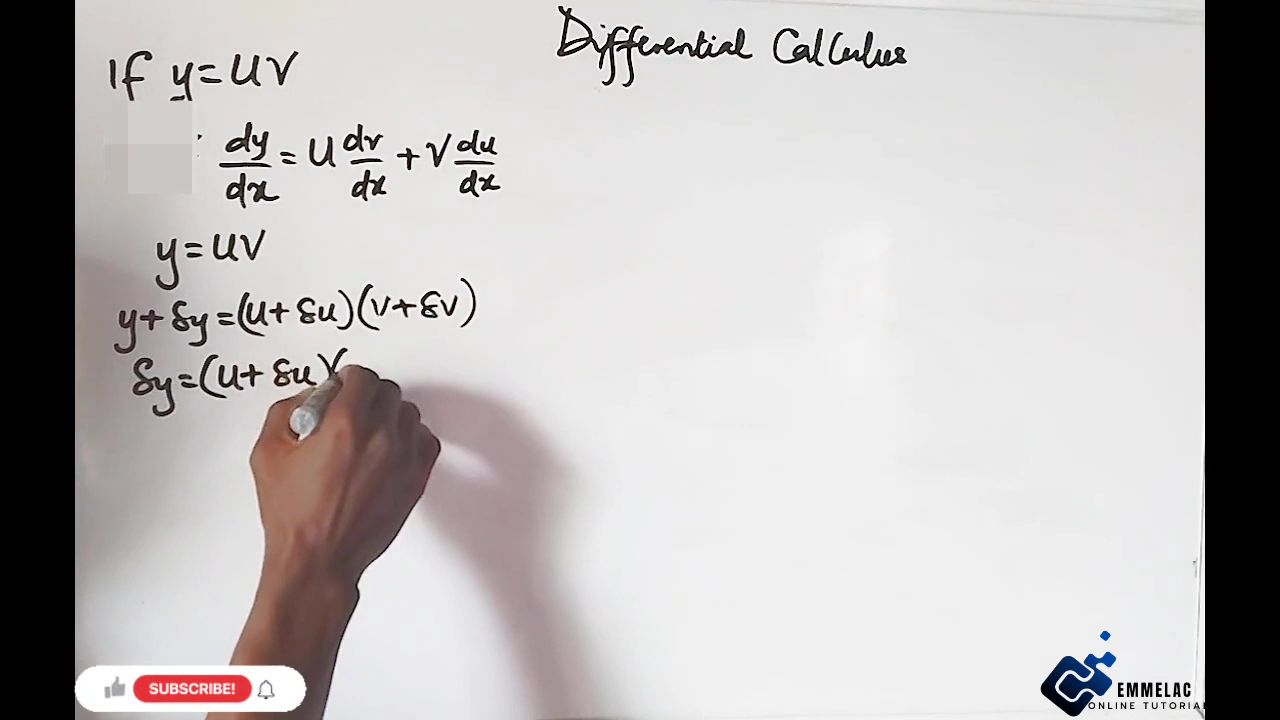 Differential Calculus
If y=UV
dy/dx = U dv/dx + V du/dx
y=UV
y+δy=(U+δu)(V+δV)
δy=(U+δu)(
SUBSCRIBE!
EMMELAC
ONLINE TUTORIA